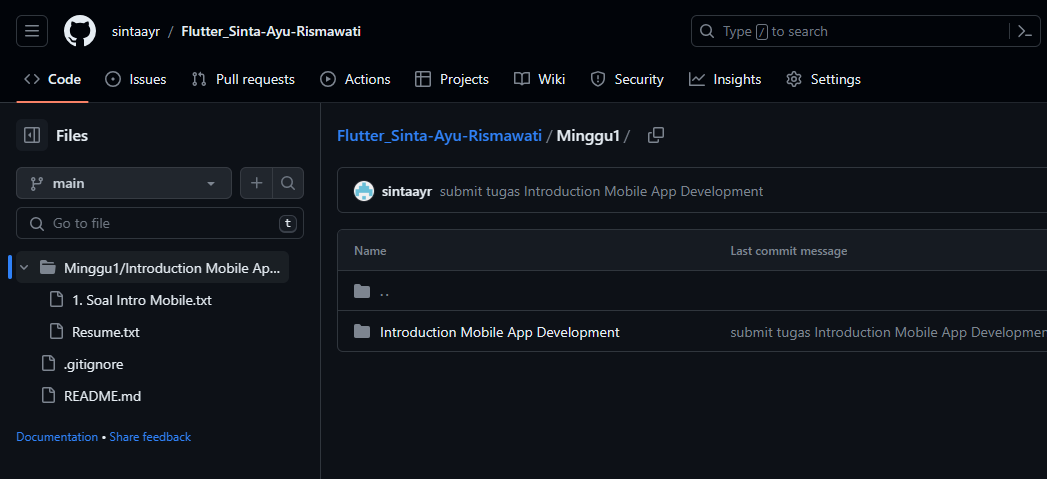 sintaayr / Flutter_Sinta-Ayu-Rismawati
Type / to search
Code Issues Pull requests Actions Projects Wiki Security Insights Settings
Files
main
Go to file t
Minggu1/Introduction Mobile Ap...
1. Soal Intro Mobile.txt
Resume.txt
.gitignore
README.md
Documentation • Share feedback
Flutter_Sinta-Ayu-Rismawati / Minggu1 /
sintaayr submit tugas Introduction Mobile App Development
Name Last commit message
..
Introduction Mobile App Development submit tugas Introduction Mobile App Developmen